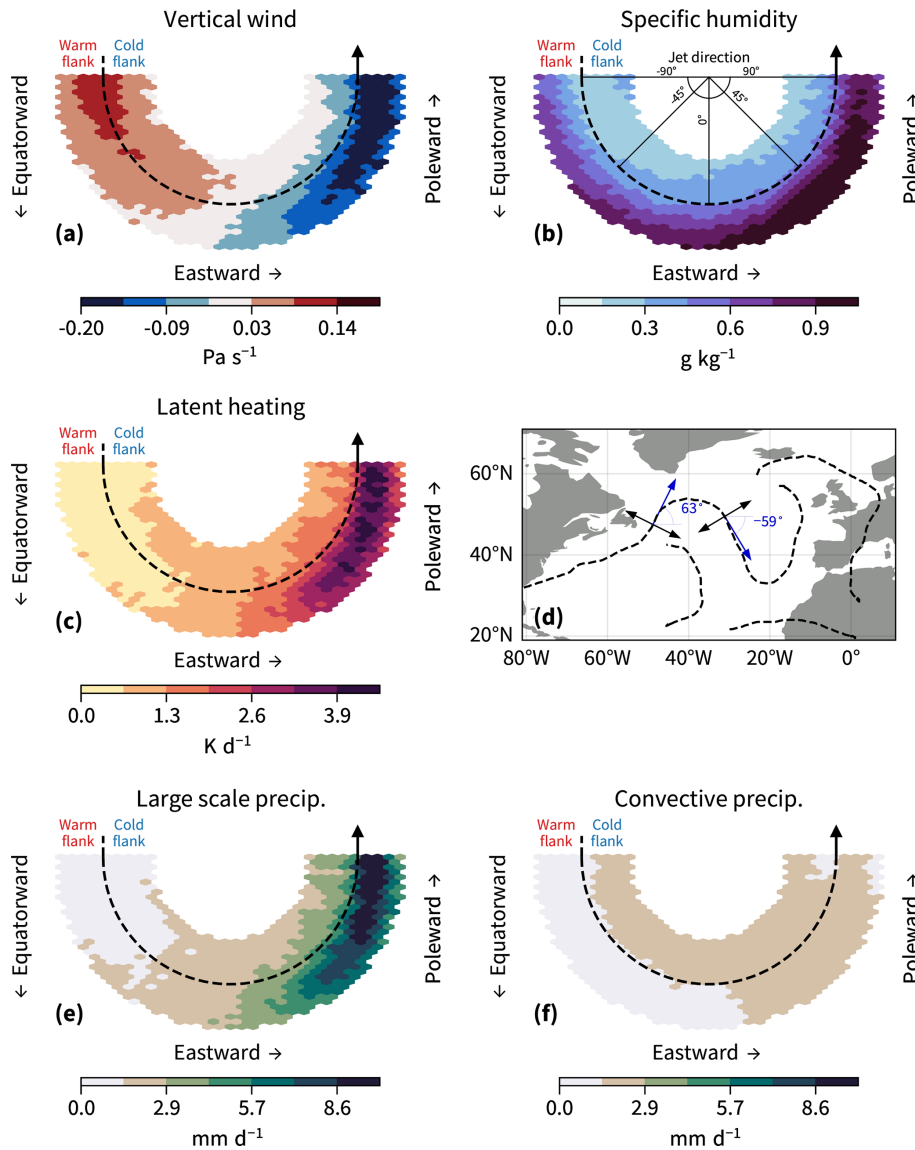 Vertical wind
Warm flank
Cold flank
← Equatorward
Poleward →
(a)
Eastward →
-0.20 -0.09 0.03 0.14
Pa s⁻¹
Specific humidity
Warm flank
Cold flank
Jet direction
-90° 90°
-45° 45°
0°
← Equatorward
Poleward →
(b)
Eastward →
0.0 0.3 0.6 0.9
g kg⁻¹
Latent heating
Warm flank
Cold flank
← Equatorward
Poleward →
(c)
Eastward →
0.0 1.3 2.6 3.9
K d⁻¹
60°N
40°N
20°N
63°
−59°
(d)
80°W 60°W 40°W 20°W 0°
Large scale precip.
Warm flank
Cold flank
← Equatorward
Poleward →
(e)
Eastward →
0.0 2.9 5.7 8.6
mm d⁻¹
Convective precip.
Warm flank
Cold flank
← Equatorward
Poleward →
(f)
Eastward →
0.0 2.9 5.7 8.6
mm d⁻¹